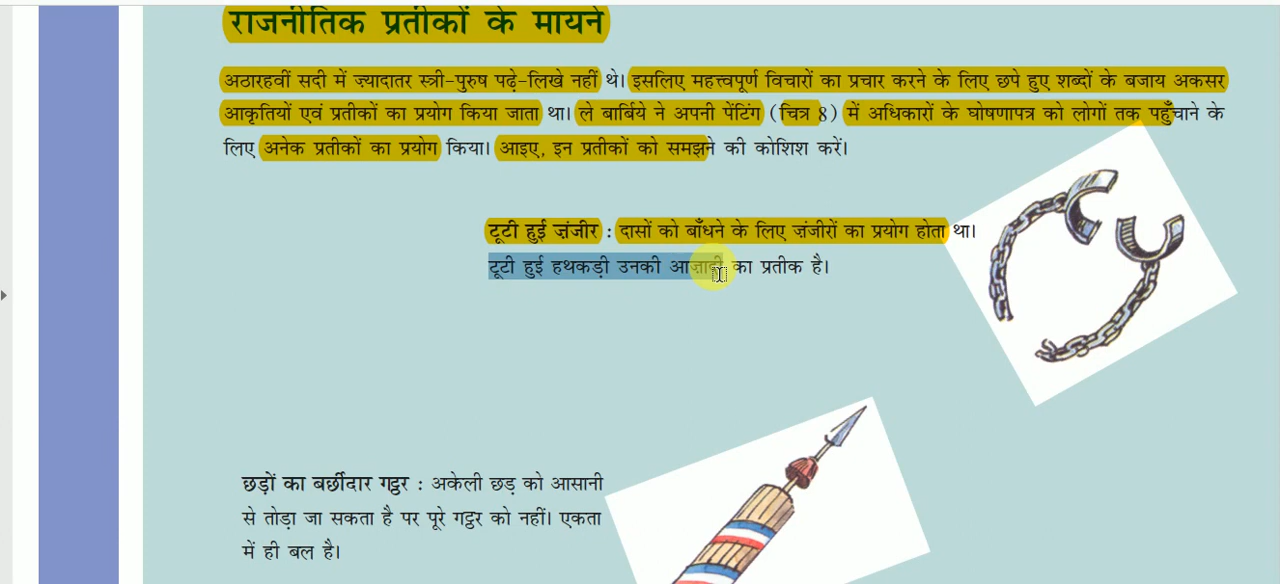 राजनीतिक प्रतीकों के मायने
अठारहवीं सदी में ज़्यादातर स्त्री-पुरुष पढ़े-लिखे नहीं थे। इसलिए महत्त्वपूर्ण विचारों का प्रचार करने के लिए छपे हुए शब्दों के बजाय अकसर
आकृतियों एवं प्रतीकों का प्रयोग किया जाता था। ले बार्बिये ने अपनी पेंटिंग (चित्र 8) में अधिकारों के घोषणापत्र को लोगों तक पहुँचाने के
लिए अनेक प्रतीकों का प्रयोग किया। आइए, इन प्रतीकों को समझने की कोशिश करें।
टूटी हुई ज़ंजीर : दासों को बाँधने के लिए ज़ंजीरों का प्रयोग होता था।
टूटी हुई हथकड़ी उनकी आज़ादी का प्रतीक है।
छड़ों का बर्छीदार गट्ठर : अकेली छड़ को आसानी
से तोड़ा जा सकता है पर पूरे गट्ठर को नहीं। एकता
में ही बल है।